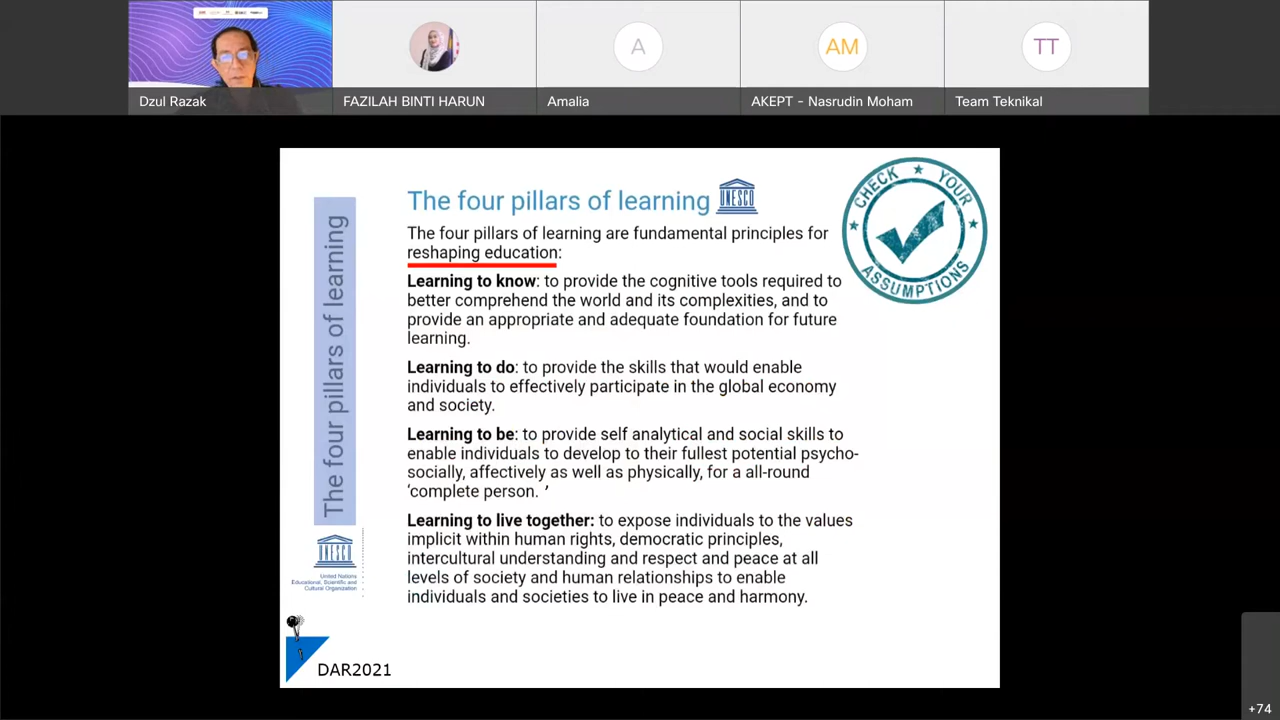 Dzul Razak
FAZILAH BINTI HARUN
A
Amalia
AM
AKEPT - Nasrudin Moham
TT
Team Teknikal
The four pillars of learning
UNESCO
CHECK YOUR ASSUMPTIONS
The four pillars of learning
The four pillars of learning are fundamental principles for
reshaping education:
Learning to know: to provide the cognitive tools required to
better comprehend the world and its complexities, and to
provide an appropriate and adequate foundation for future
learning.
Learning to do: to provide the skills that would enable
individuals to effectively participate in the global economy
and society.
Learning to be: to provide self analytical and social skills to
enable individuals to develop to their fullest potential psycho-
socially, affectively as well as physically, for a all-round
‘complete person. ’
Learning to live together: to expose individuals to the values
implicit within human rights, democratic principles,
intercultural understanding and respect and peace at all
levels of society and human relationships to enable
individuals and societies to live in peace and harmony.
UNESCO
United Nations
Educational, Scientific and
Cultural Organization
DAR2021
+74